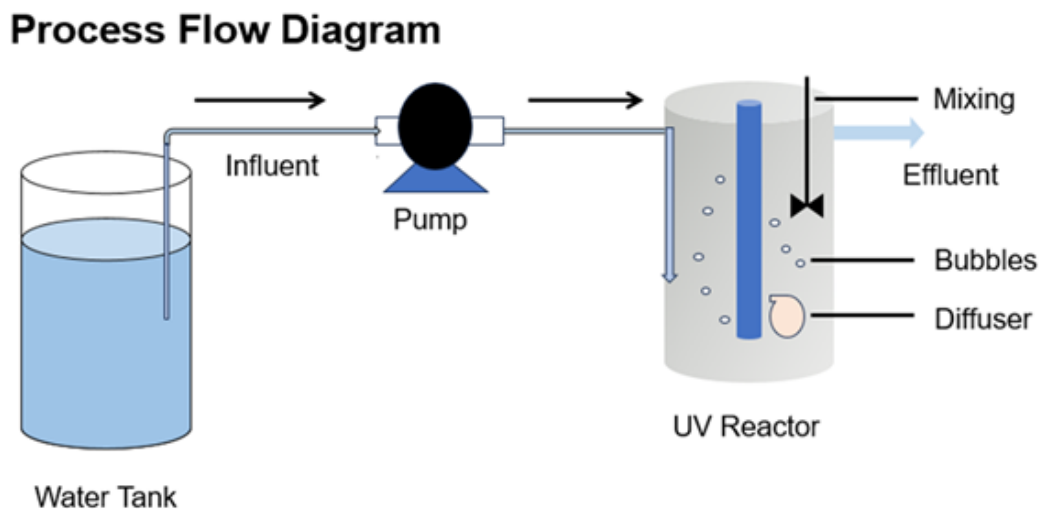 Process Flow Diagram
Mixing
Influent
Effluent
Pump
Bubbles
Diffuser
UV Reactor
Water Tank